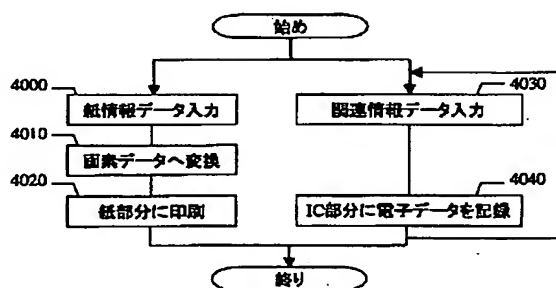 始め
4000
紙情報データ入力
4010
画素データへ変換
4020
紙部分に印刷
4030
関連情報データ入力
4040
IC部分に電子データを記録
終り